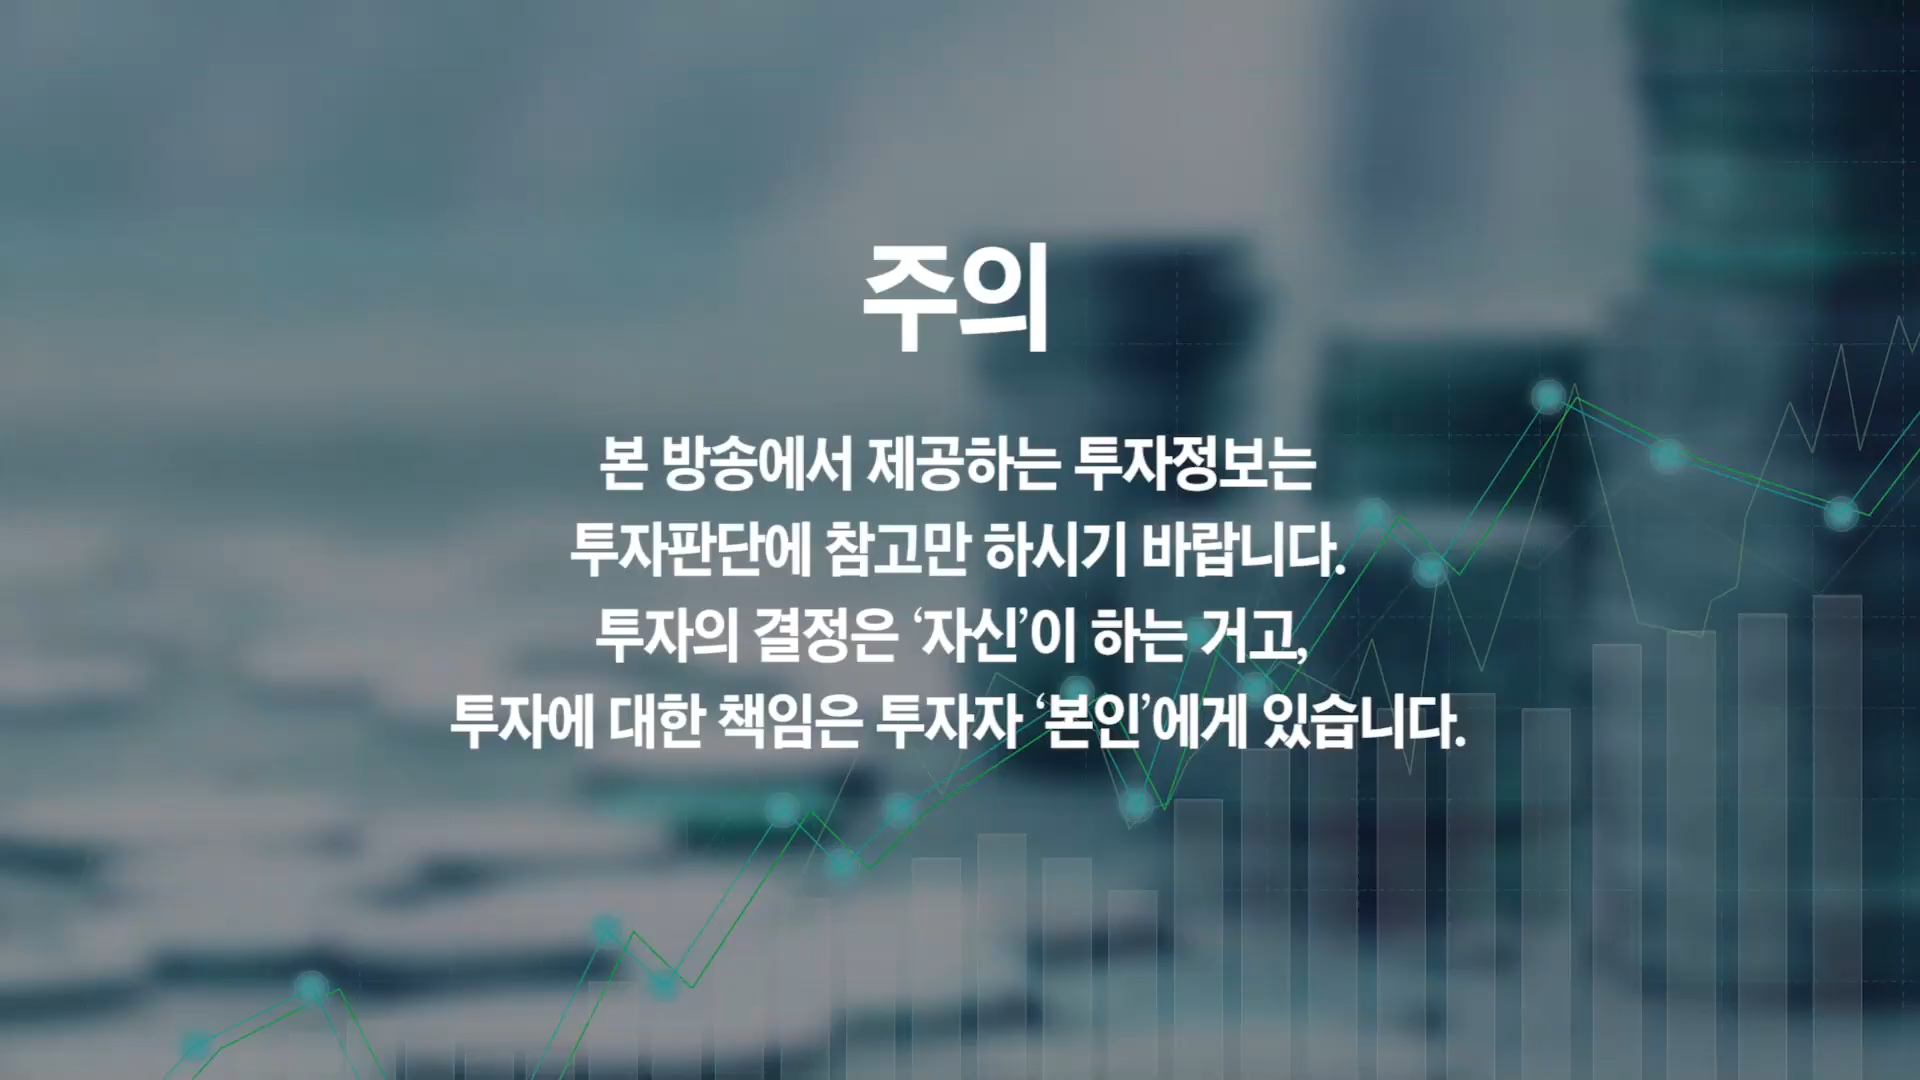 주의
본 방송에서 제공하는 투자정보는
투자판단에 참고만 하시기 바랍니다.
투자의 결정은 ‘자신’이 하는 거고,
투자에 대한 책임은 투자자 ‘본인’에게 있습니다.